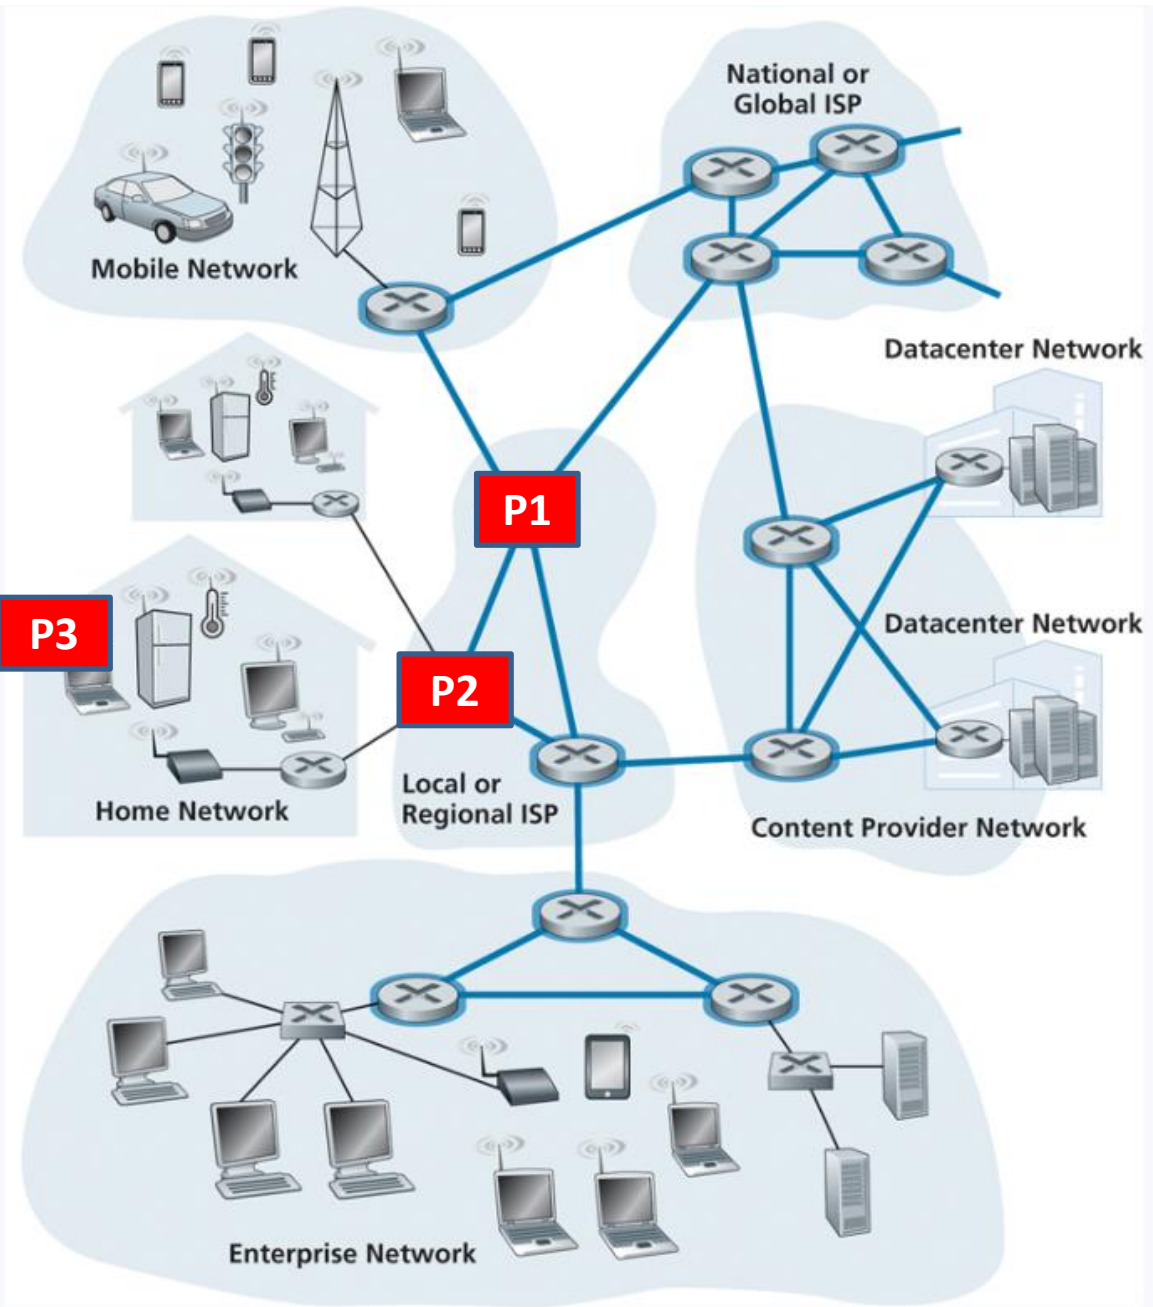 National or
Global ISP
Mobile Network
Datacenter Network
P1
Datacenter Network
P3
P2
Local or
Regional ISP
Home Network
Content Provider Network
Enterprise Network